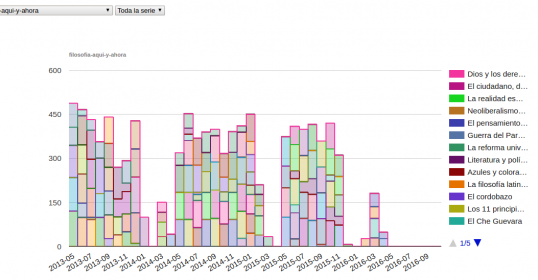 -aqui-y-ahora
Toda la serie
filosofia-aqui-y-ahora
600
450
300
150
0
2013-05
2013-07
2013-09
2013-11
2014-01
2014-03
2014-05
2014-07
2014-09
2014-11
2015-01
2015-03
2015-05
2015-07
2015-09
2015-11
2016-01
2016-03
2016-05
2016-07
2016-09
Dios y los dere…
El ciudadano, d…
La realidad es…
Neoliberalismo…
El pensamiento…
Guerra del Par…
La reforma univ…
Literatura y polí…
Azules y colora…
La filosofía latin…
El cordobazo
Los 11 principi…
El Che Guevara
1/5